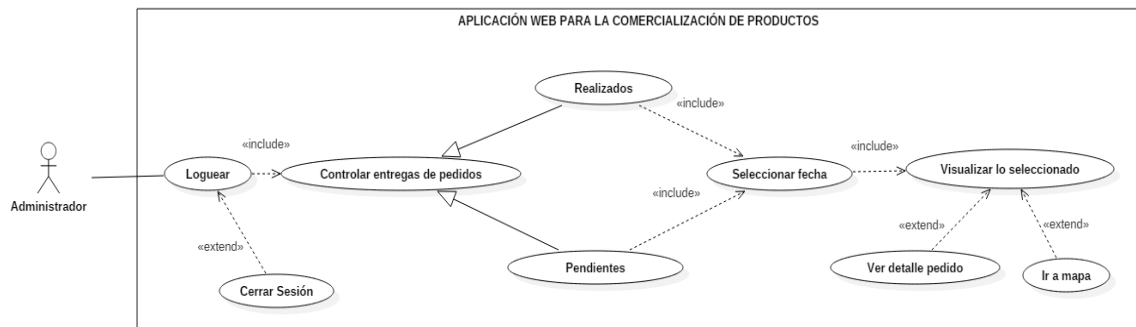 APLICACIÓN WEB PARA LA COMERCIALIZACIÓN DE PRODUCTOS
Realizados
«include»
«include»
«include»
Loguear
Controlar entregas de pedidos
Seleccionar fecha
Visualizar lo seleccionado
«include»
Administrador
«extend»
«extend»
«extend»
Pendientes
Ver detalle pedido
Ir a mapa
Cerrar Sesión